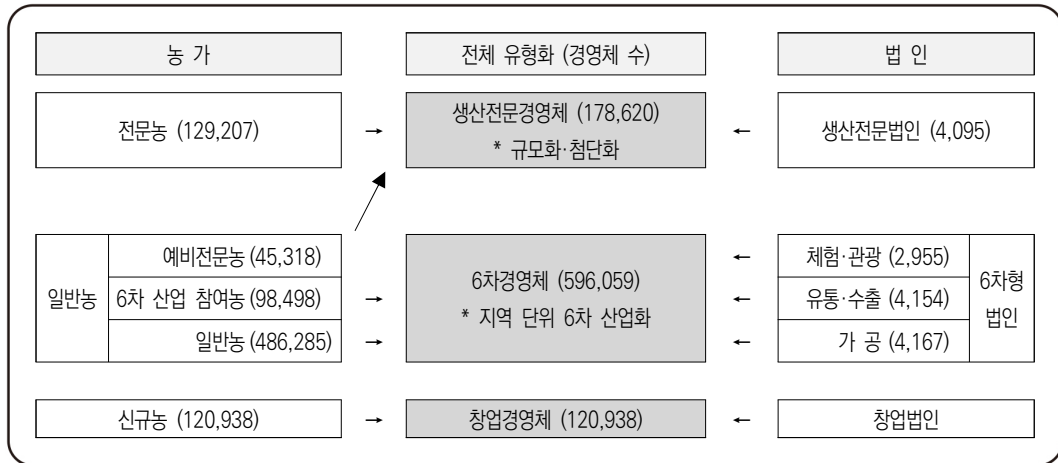 농 가
전체 유형화 (경영체 수)
법 인
전문농 (129,207)
→
생산전문경영체 (178,620)
* 규모화·첨단화
←
생산전문법인 (4,095)
일반농
예비전문농 (45,318)
6차 산업 참여농 (98,498)
→
일반농 (486,285)
→
6차경영체 (596,059)
* 지역 단위 6차 산업화
←
체험·관광 (2,955)
←
유통·수출 (4,154)
←
가 공 (4,167)
6차형
법인
신규농 (120,938)
→
창업경영체 (120,938)
←
창업법인